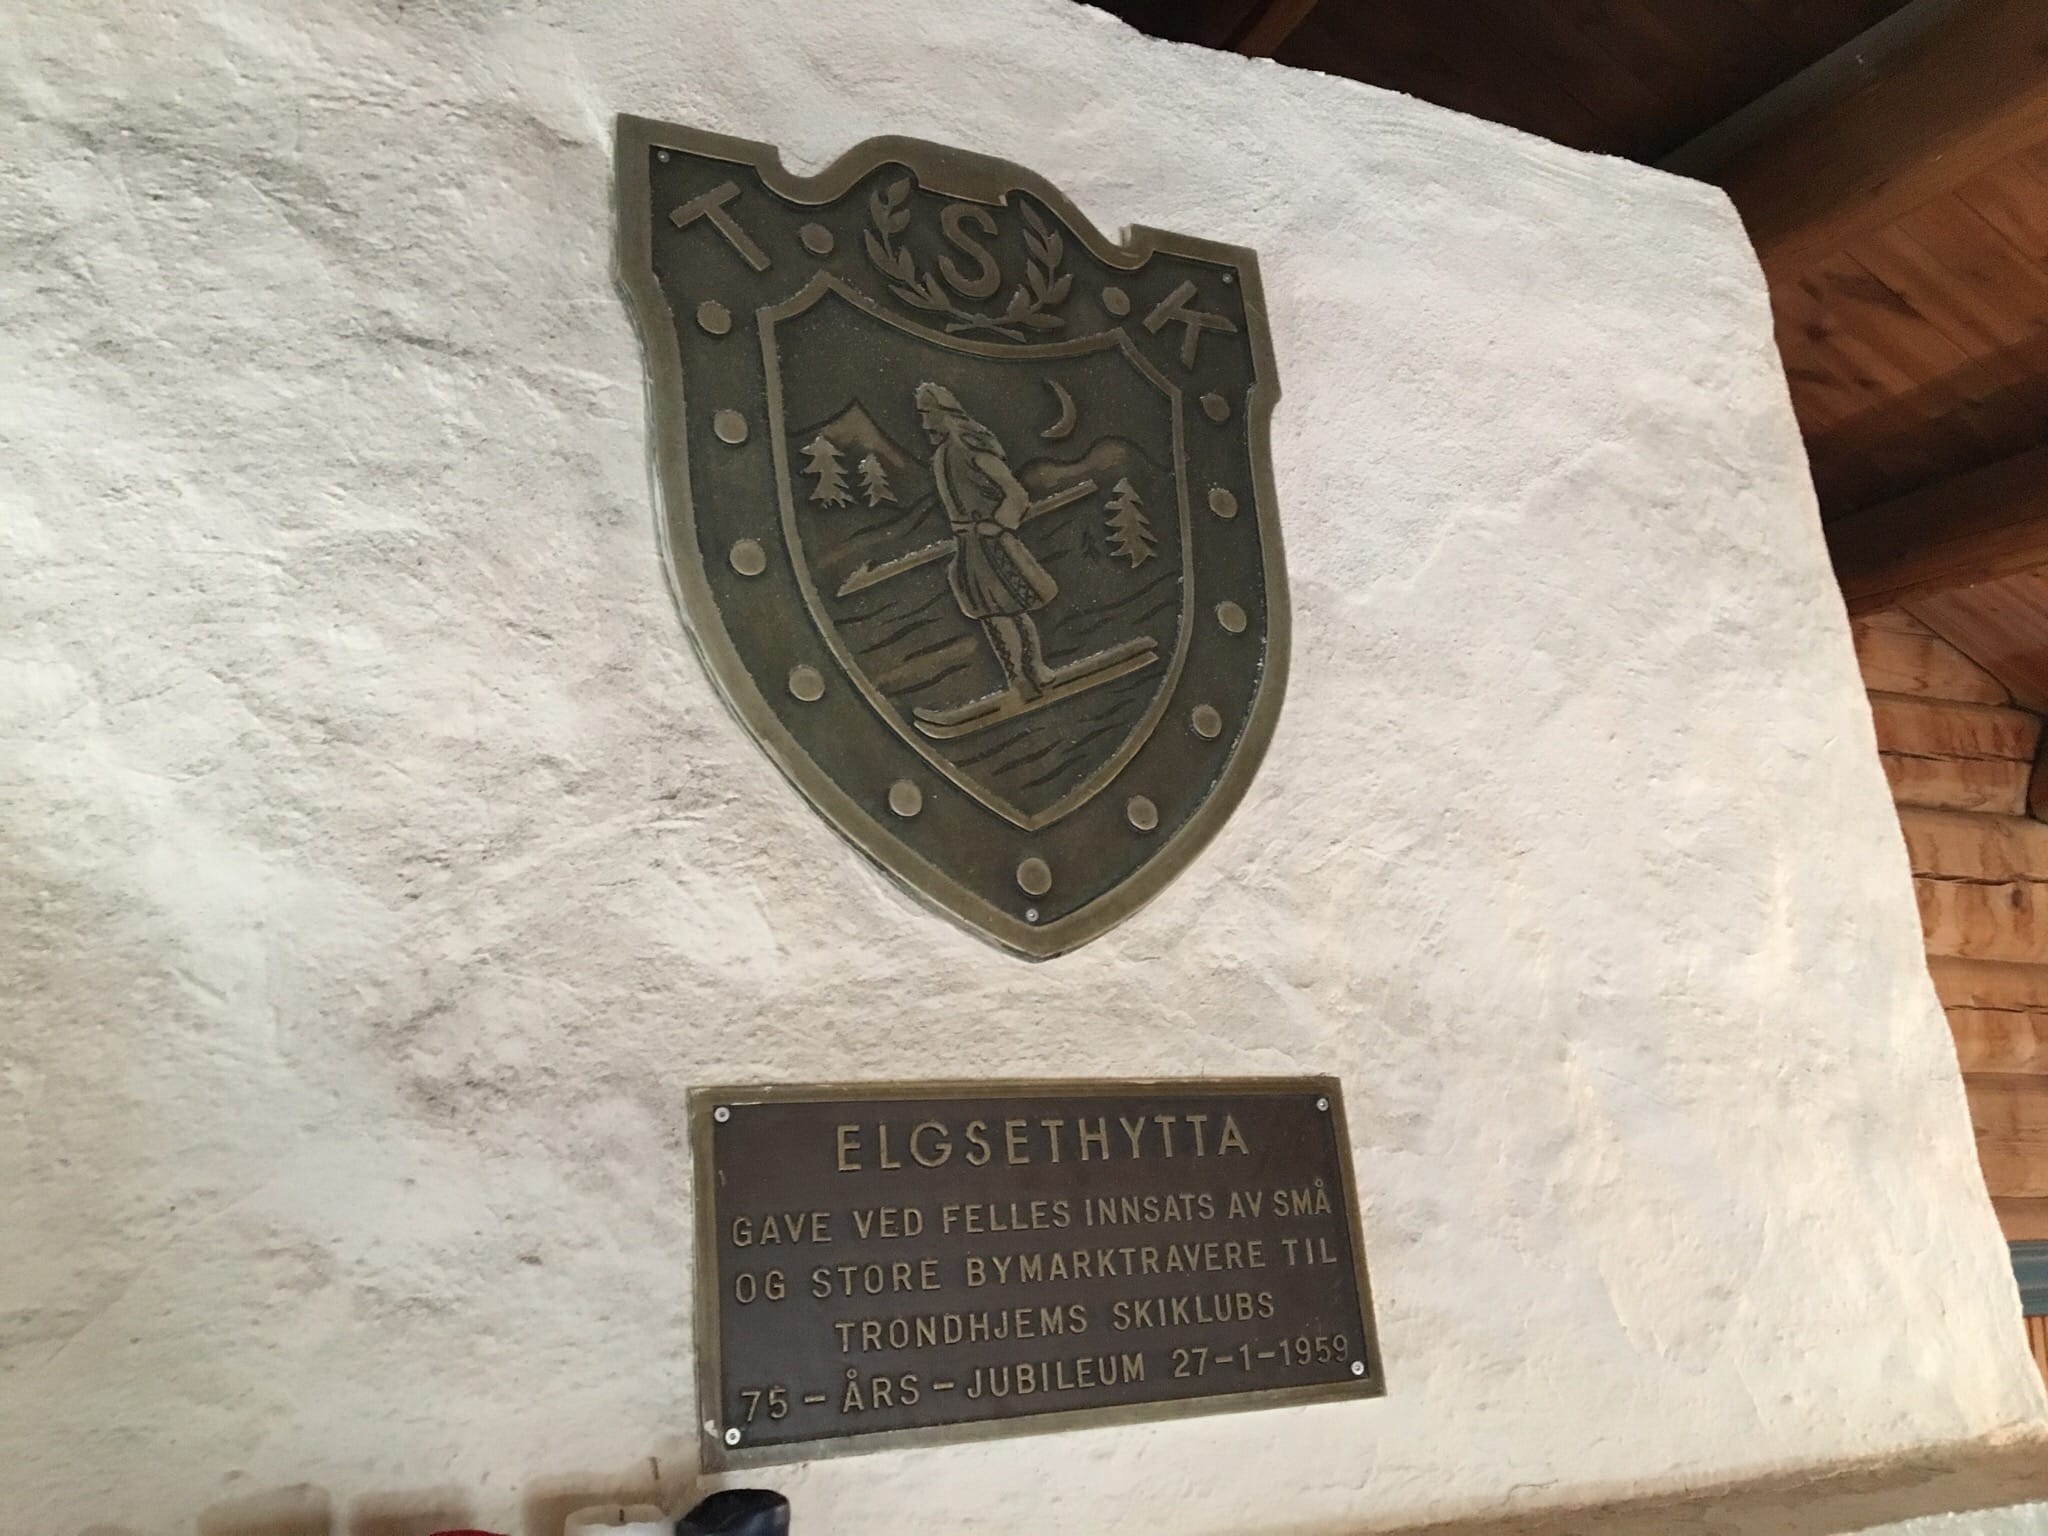 T S K
ELGSETHYTTA
GAVE VED FELLES INNSATS AV SMÅ
OG STORE BYMARKTRAVERE TIL
TRONDHJEMS SKIKLUBS
75-ÅRS-JUBILEUM 27-1-1959